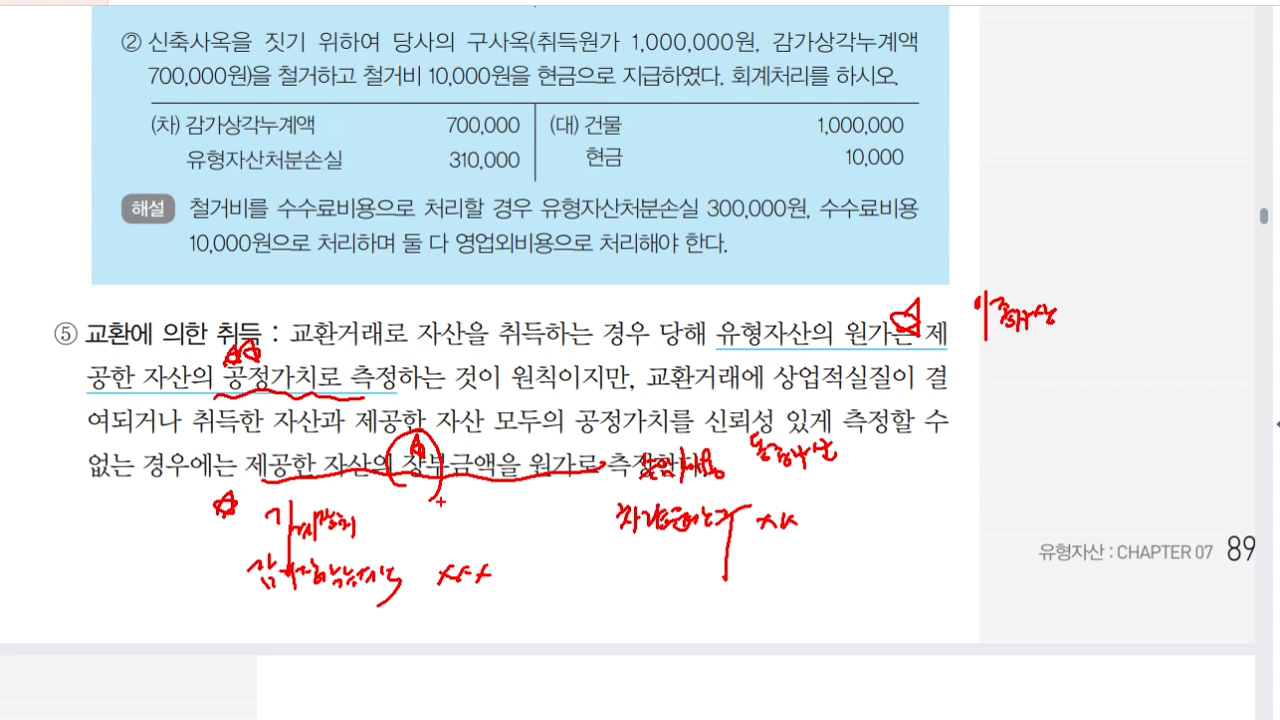 ② 신축사옥을 짓기 위하여 당사의 구사옥(취득원가 1,000,000원, 감가상각누계액
700,000원)을 철거하고 철거비 10,000원을 현금으로 지급하였다. 회계처리를 하시오.
(차) 감가상각누계액 700,000 (대) 건물 1,000,000
유형자산처분손실 310,000 현금 10,000
해설 철거비를 수수료비용으로 처리할 경우 유형자산처분손실 300,000원, 수수료비용
10,000원으로 처리하며 둘 다 영업외비용으로 처리해야 한다.
이종자산
⑤ 교환에 의한 취득 : 교환거래로 자산을 취득하는 경우 당해 유형자산의 원가는 제
공한 자산의 공정가치로 측정하는 것이 원칙이지만, 교환거래에 상업적실질이 결
여되거나 취득한 자산과 제공한 자산 모두의 공정가치를 신뢰성 있게 측정할 수
없는 경우에는 제공한 자산의 장부금액을 원가로 측정한다.
동종자산
차량운반구 xx
xxx
유형자산 : CHAPTER 07 89